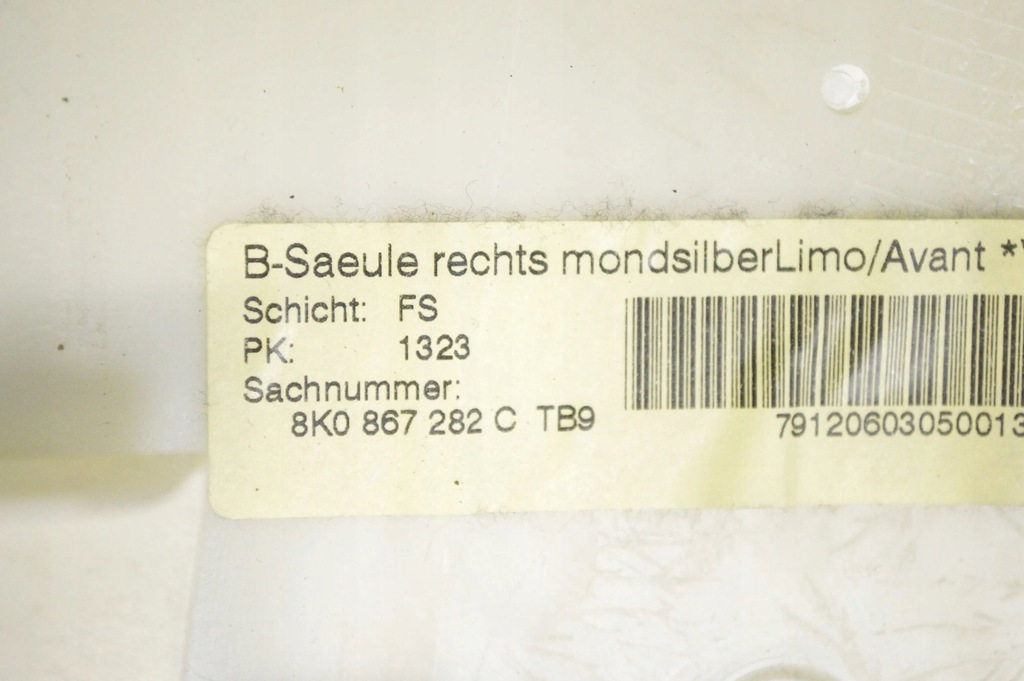 B-Saeule rechts mondsilberLimo/Avant *
Schicht: FS
PK: 1323
Sachnummer:
8K0 867 282 C TB9
79120603050013